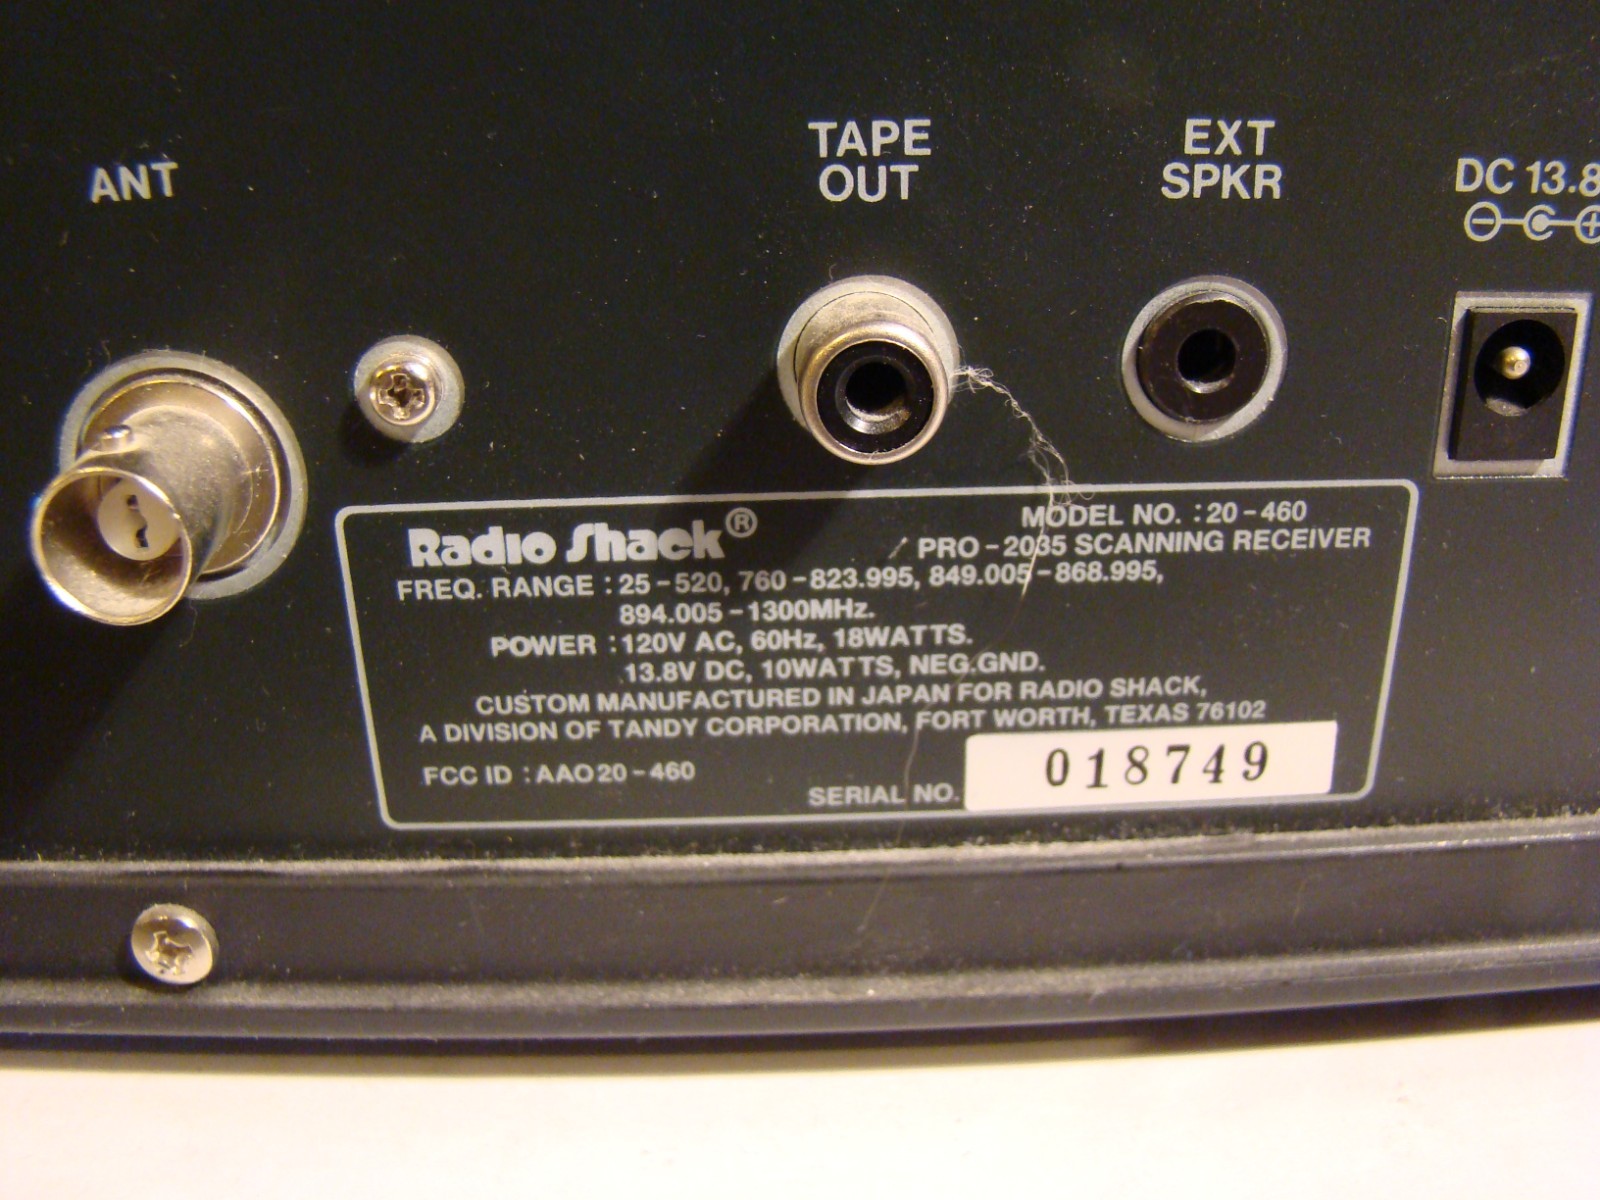 ANT
TAPE
OUT
EXT
SPKR
DC 13.8
Radio Shack®
MODEL NO. : 20-460
PRO-2035 SCANNING RECEIVER
FREQ. RANGE : 25-520, 760-823.995, 849.005-868.995,
894.005-1300MHz.
POWER : 120V AC, 60Hz, 18WATTS.
13.8V DC, 10WATTS, NEG.GND.
CUSTOM MANUFACTURED IN JAPAN FOR RADIO SHACK,
A DIVISION OF TANDY CORPORATION, FORT WORTH, TEXAS 76102
FCC ID : AAO20-460
SERIAL NO. 018749